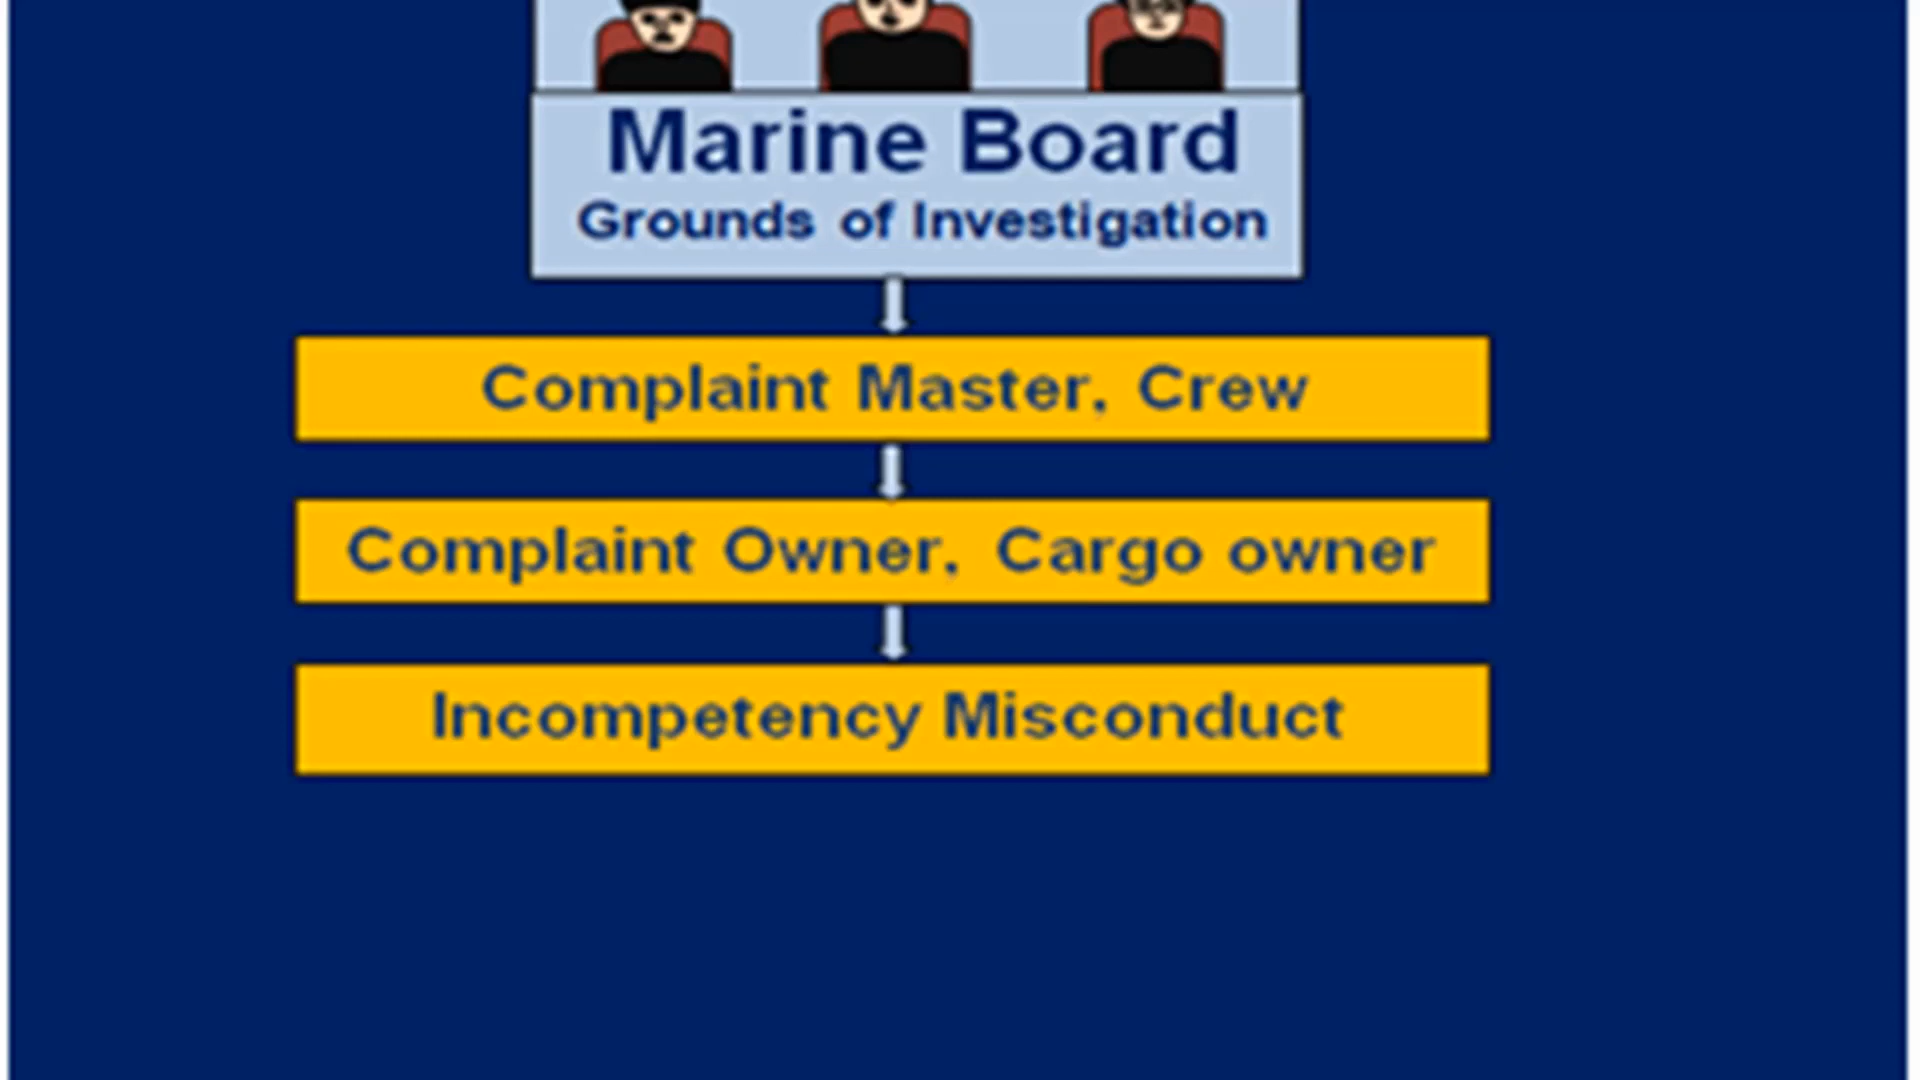 Marine Board
Grounds of Investigation
Complaint Master, Crew
Complaint Owner, Cargo owner
Incompetency Misconduct